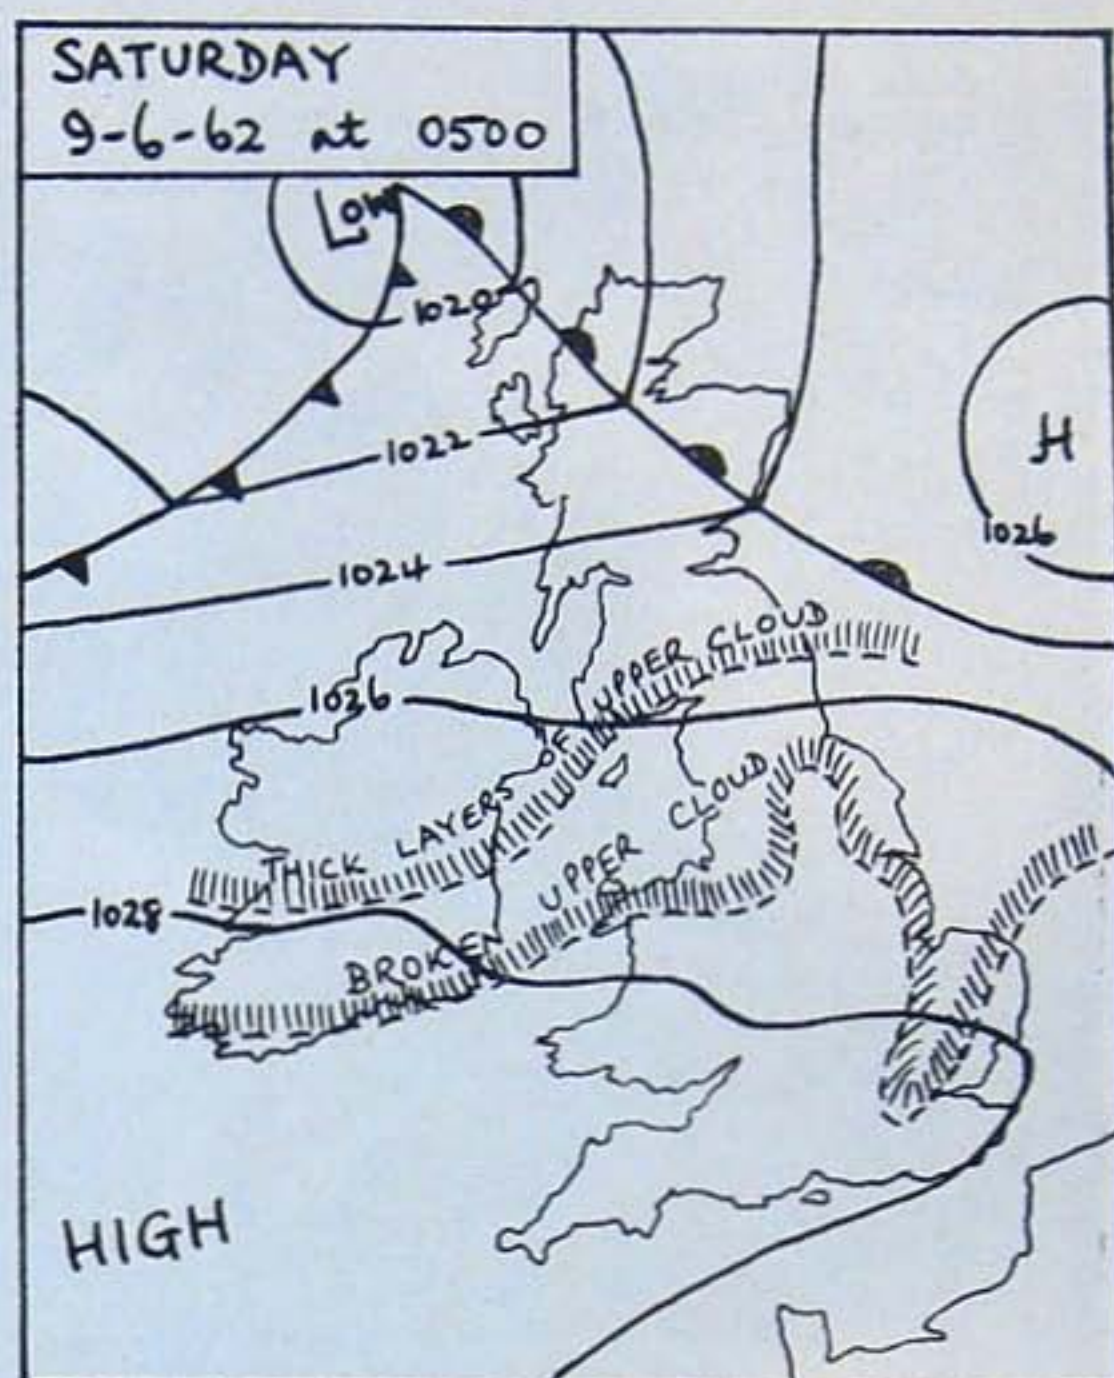 SATURDAY
9-6-62 at 0500
Low
1020
1022
H
1026
1024
THICK LAYERS OF UPPER CLOUD
1026
BROKEN UPPER CLOUD
1028
HIGH